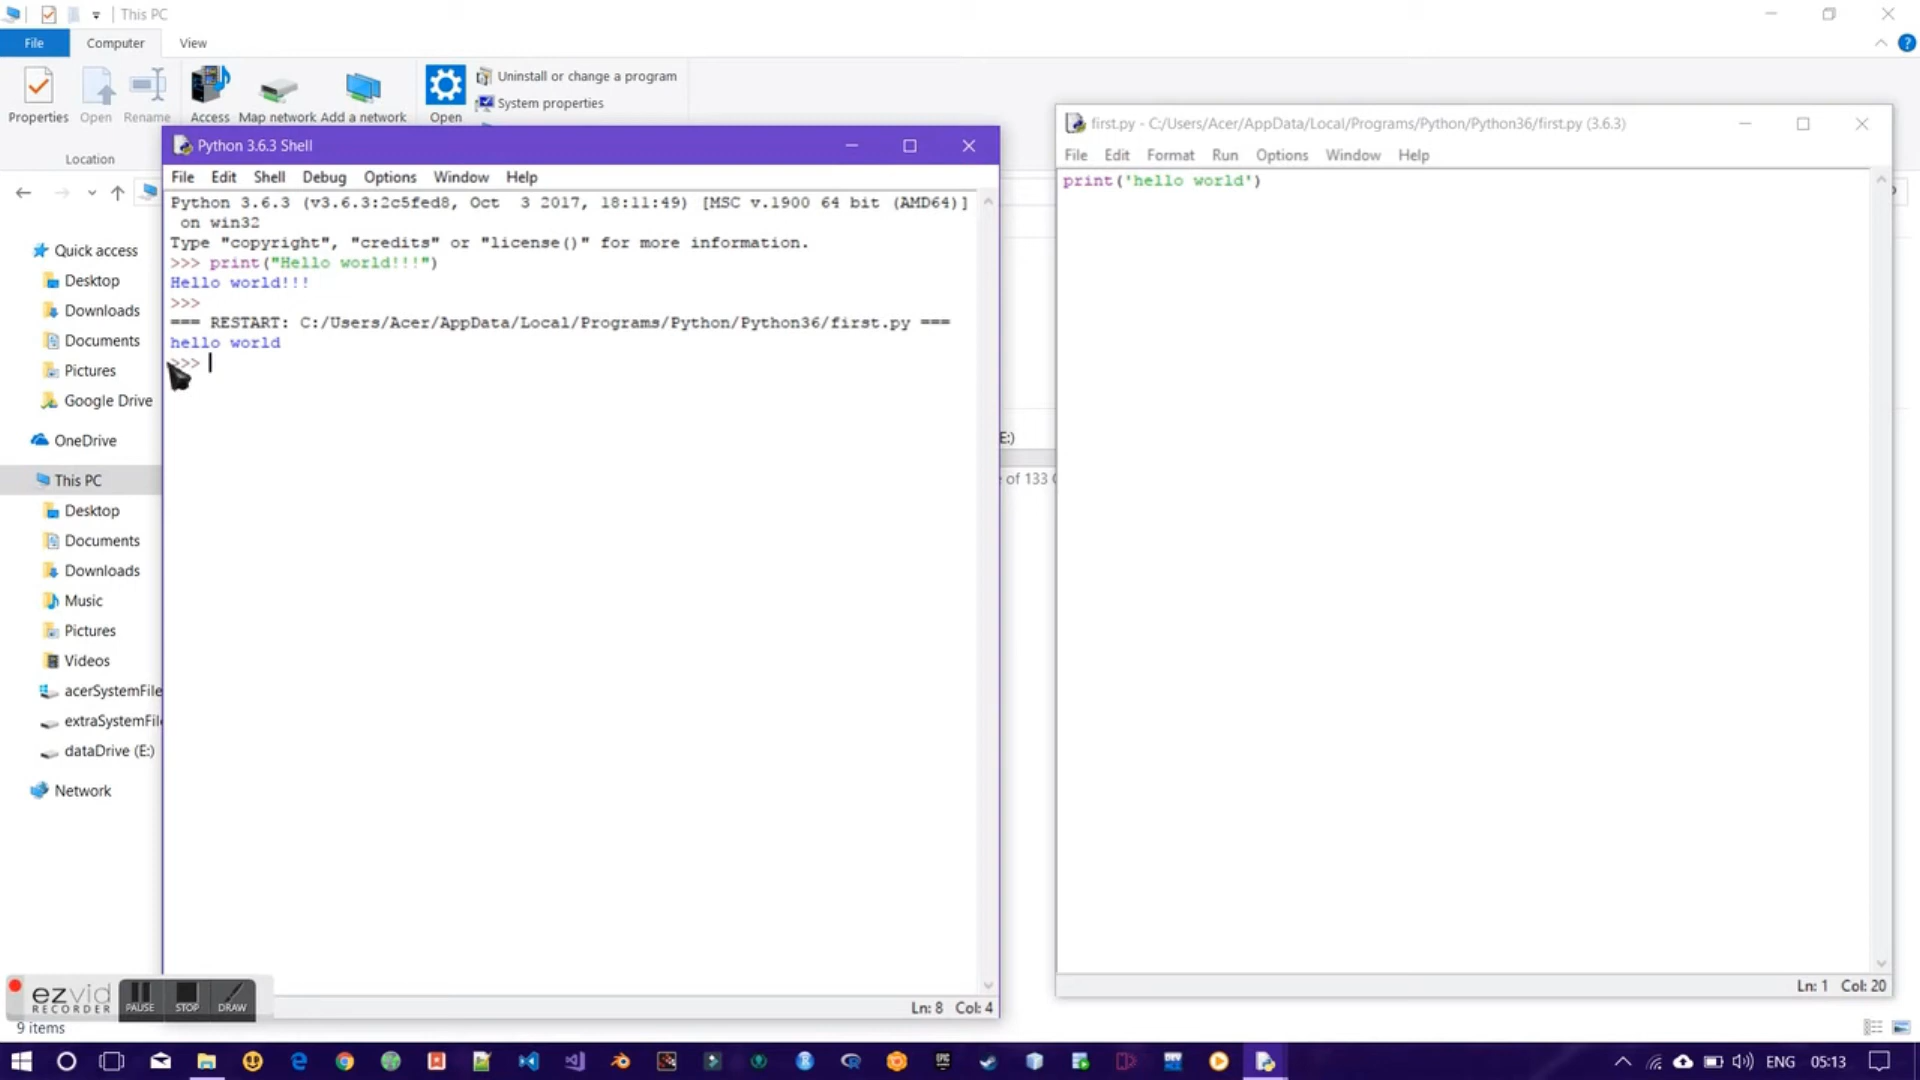 This PC
File
Computer
View
Properties
Open
Rename
Access
Map network
Add a network
Open
Uninstall or change a program
System properties
Location
Quick access
Desktop
Downloads
Documents
Pictures
Google Drive
OneDrive
This PC
Desktop
Documents
Downloads
Music
Pictures
Videos
acerSystemFile
extraSystemFile
dataDrive (E:)
Network
9 items
E:)
of 133
Python 3.6.3 Shell
File Edit Shell Debug Options Window Help
Python 3.6.3 (v3.6.3:2c5fed8, Oct  3 2017, 18:11:49) [MSC v.1900 64 bit (AMD64)]
on win32
Type "copyright", "credits" or "license()" for more information.
>>> print("Hello world!!!")
Hello world!!!
>>>
=== RESTART: C:/Users/Acer/AppData/Local/Programs/Python/Python36/first.py ===
hello world
>>>
Ln: 8 Col: 4
first.py - C:/Users/Acer/AppData/Local/Programs/Python/Python36/first.py (3.6.3)
File Edit Format Run Options Window Help
print('hello world')
Ln: 1 Col: 20
ezvid
RECORDER
PAUSE
STOP
DRAW
EPIC
DEV
ENG
05:13